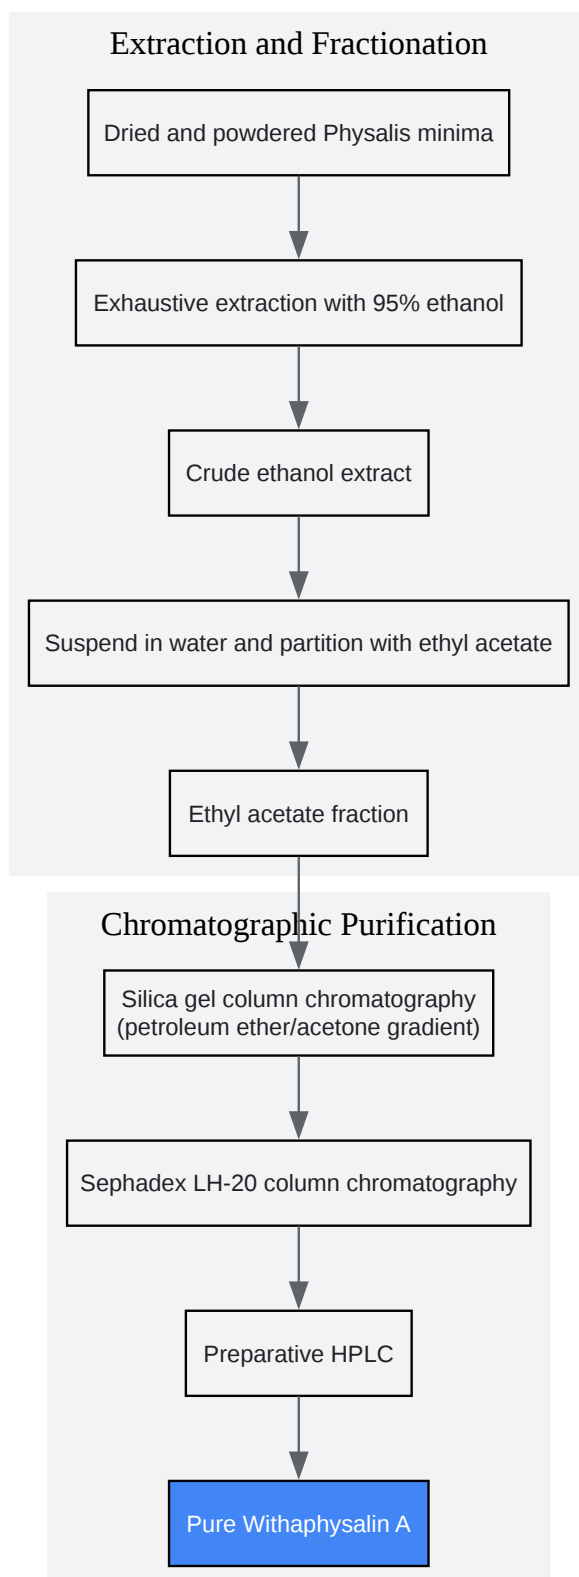 Extraction and Fractionation
Dried and powdered Physalis minima
Exhaustive extraction with 95% ethanol
Crude ethanol extract
Suspend in water and partition with ethyl acetate
Ethyl acetate fraction
Chromatographic Purification
Silica gel column chromatography
(petroleum ether/acetone gradient)
Sephadex LH-20 column chromatography
Preparative HPLC
Pure Withaphysalin A